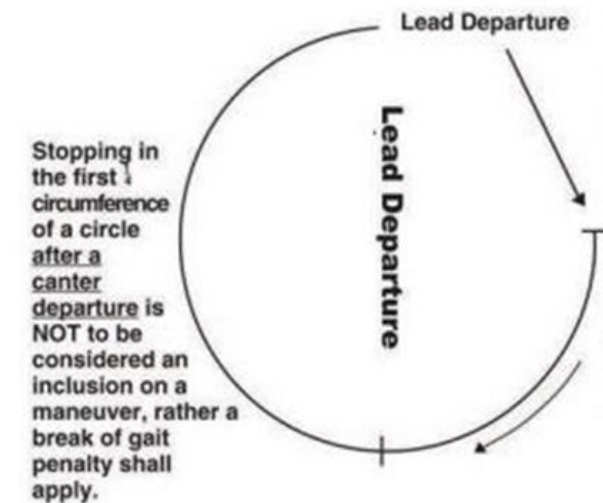 Lead Departure
Lead Departure
Stopping in
the first
circumference
of a circle
after a
canter
departure is
NOT to be
considered an
inclusion on a
maneuver, rather a
break of gait
penalty shall
apply.